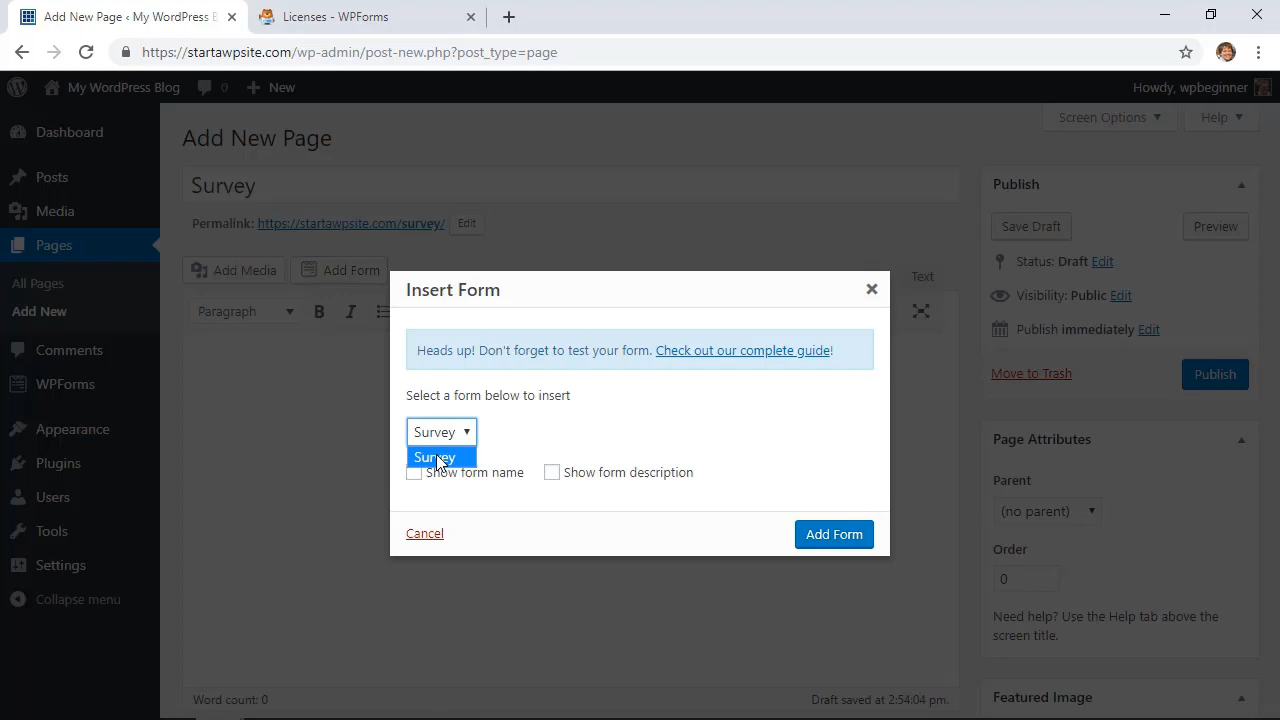 Add New Page ‹ My WordPress B
Licenses - WPForms
https://startawpsite.com/wp-admin/post-new.php?post_type=page
My WordPress Blog
0
New
Howdy, wpbeginner
Dashboard
Posts
Media
Pages
All Pages
Add New
Comments
WPForms
Appearance
Plugins
Users
Tools
Settings
Collapse menu
Screen Options
Help
Add New Page
Survey
Permalink: https://startawpsite.com/survey/ Edit
Add Media
Add Form
Text
Paragraph
B
I
Insert Form
Heads up! Don't forget to test your form. Check out our complete guide!
Select a form below to insert
Survey
Survey
Show form name
Show form description
Cancel
Add Form
Word count: 0
Draft saved at 2:54:04 pm.
Publish
Save Draft
Preview
Status: Draft Edit
Visibility: Public Edit
Publish immediately Edit
Move to Trash
Publish
Page Attributes
Parent
(no parent)
Order
0
Need help? Use the Help tab above the
screen title.
Featured Image